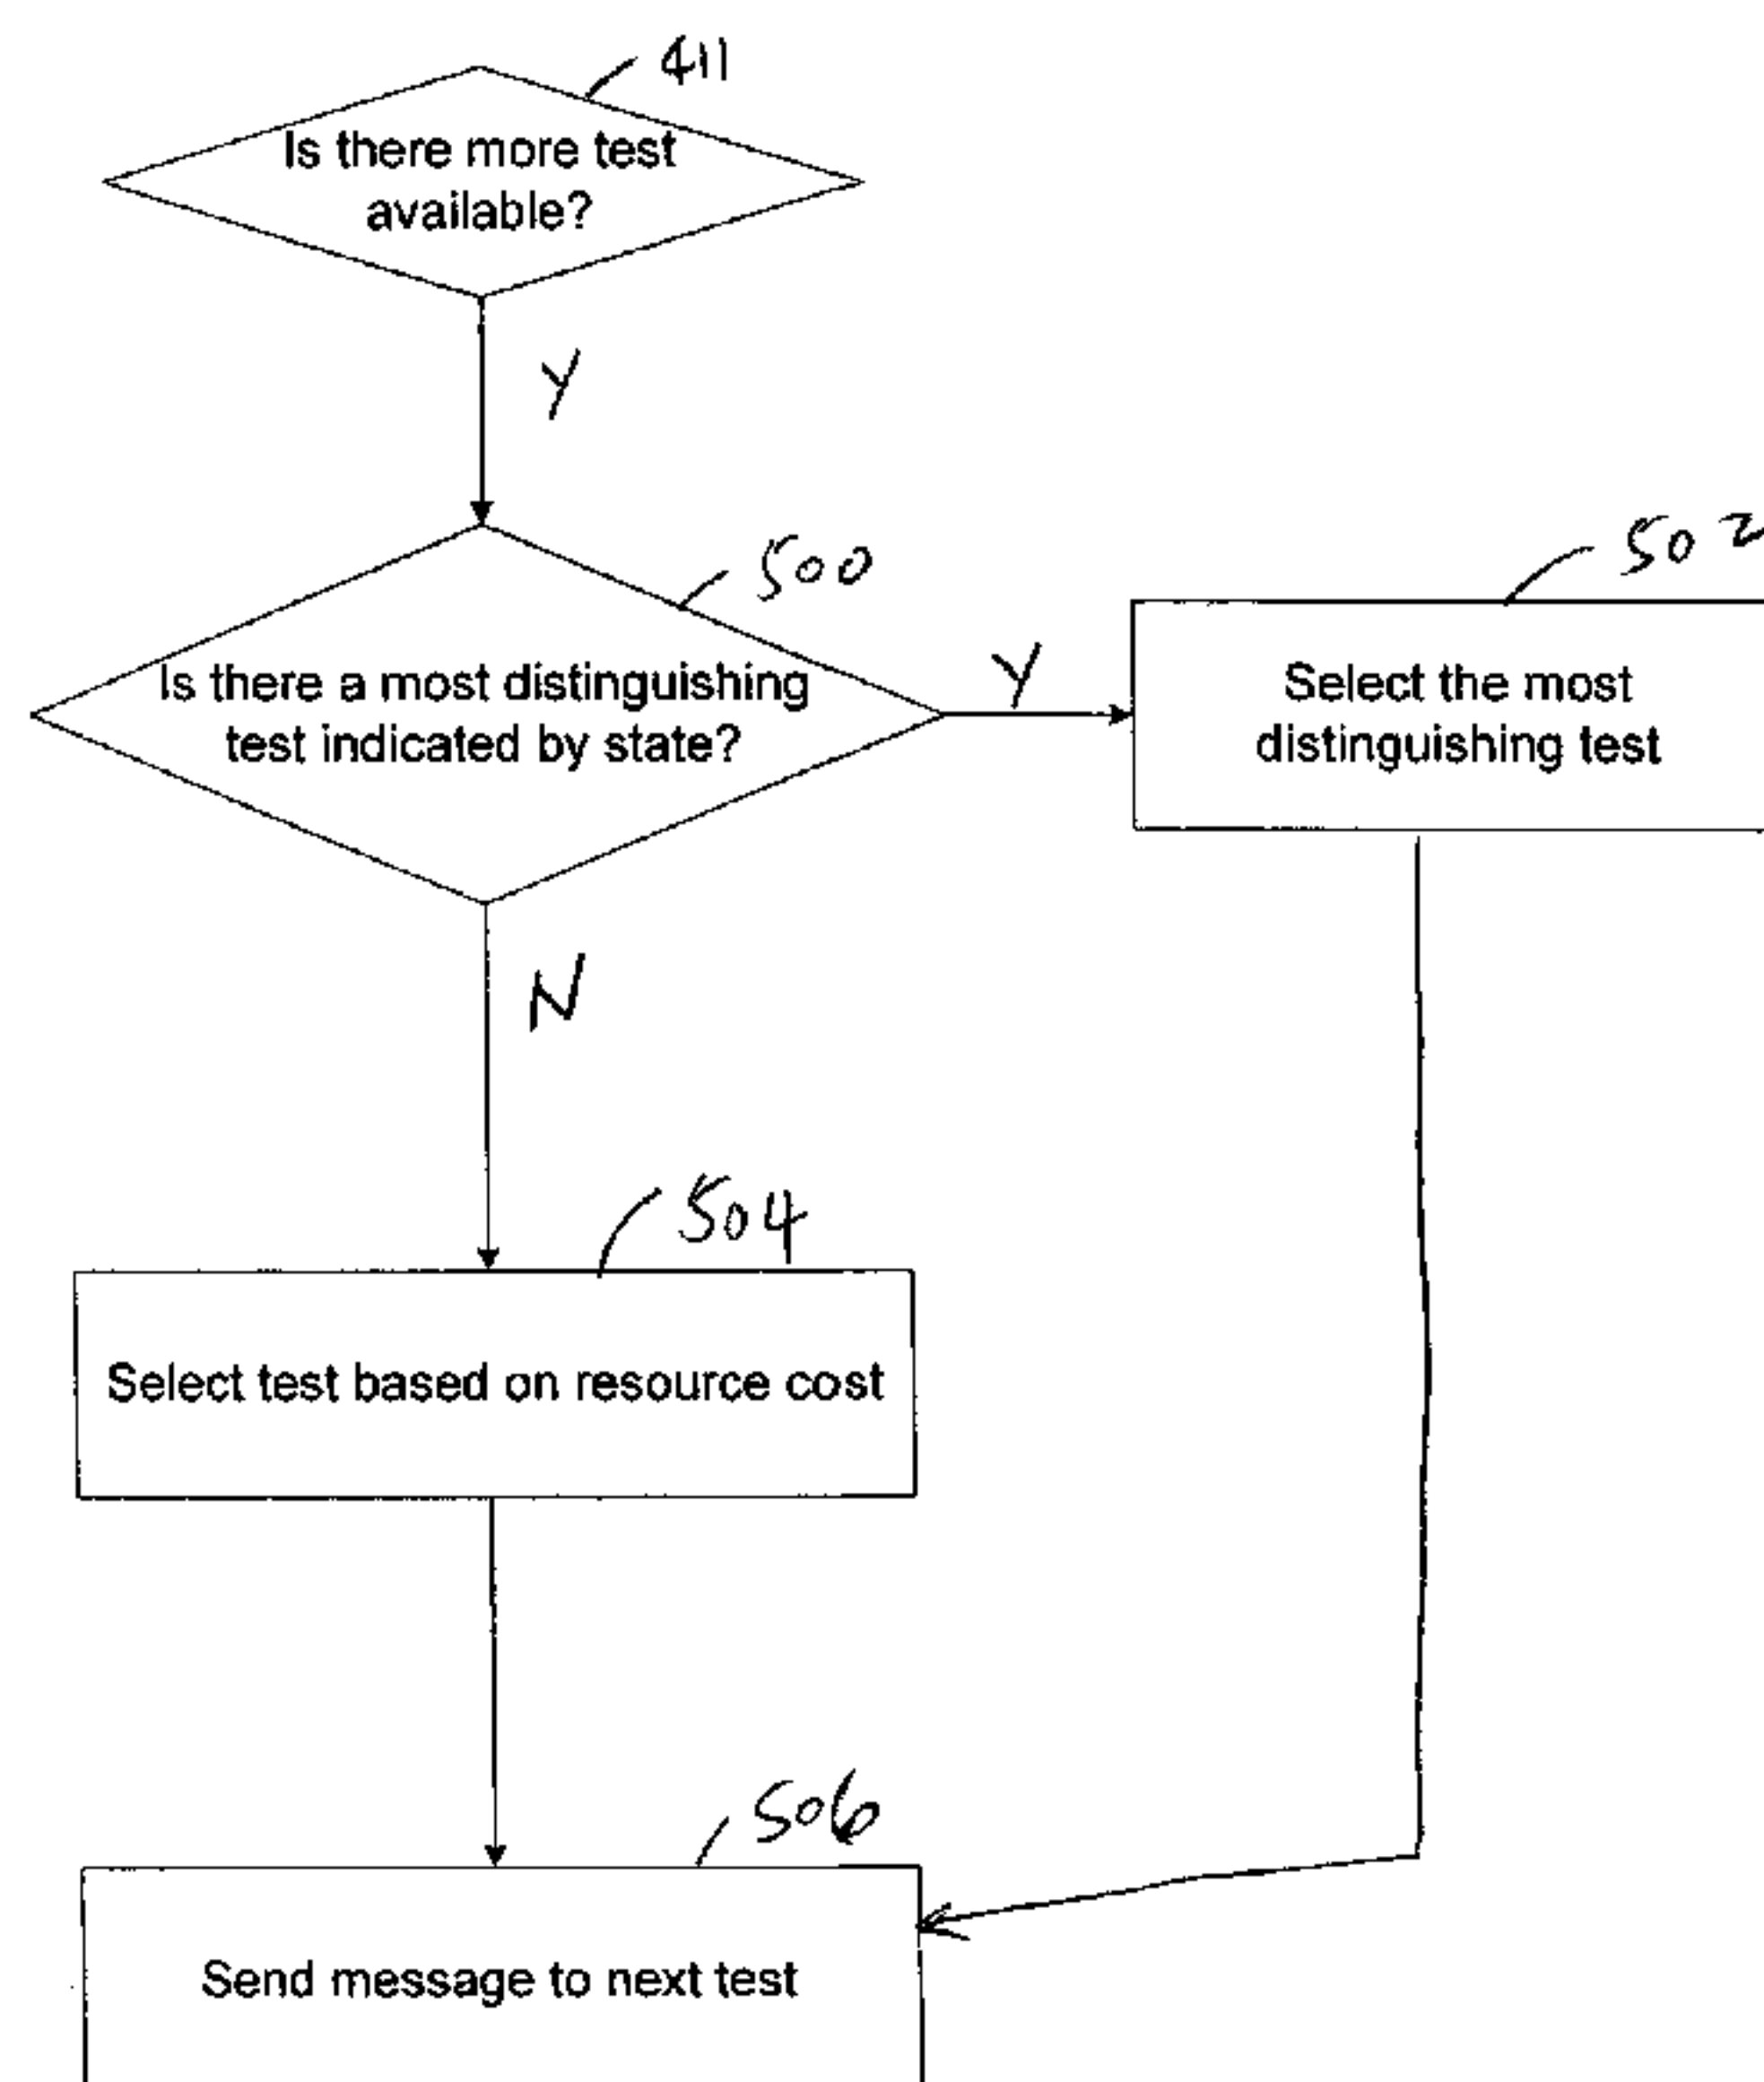 411
Is there more test
available?
Y
500
502
Is there a most distinguishing
test indicated by state?
Y
Select the most
distinguishing test
N
504
Select test based on resource cost
506
Send message to next test